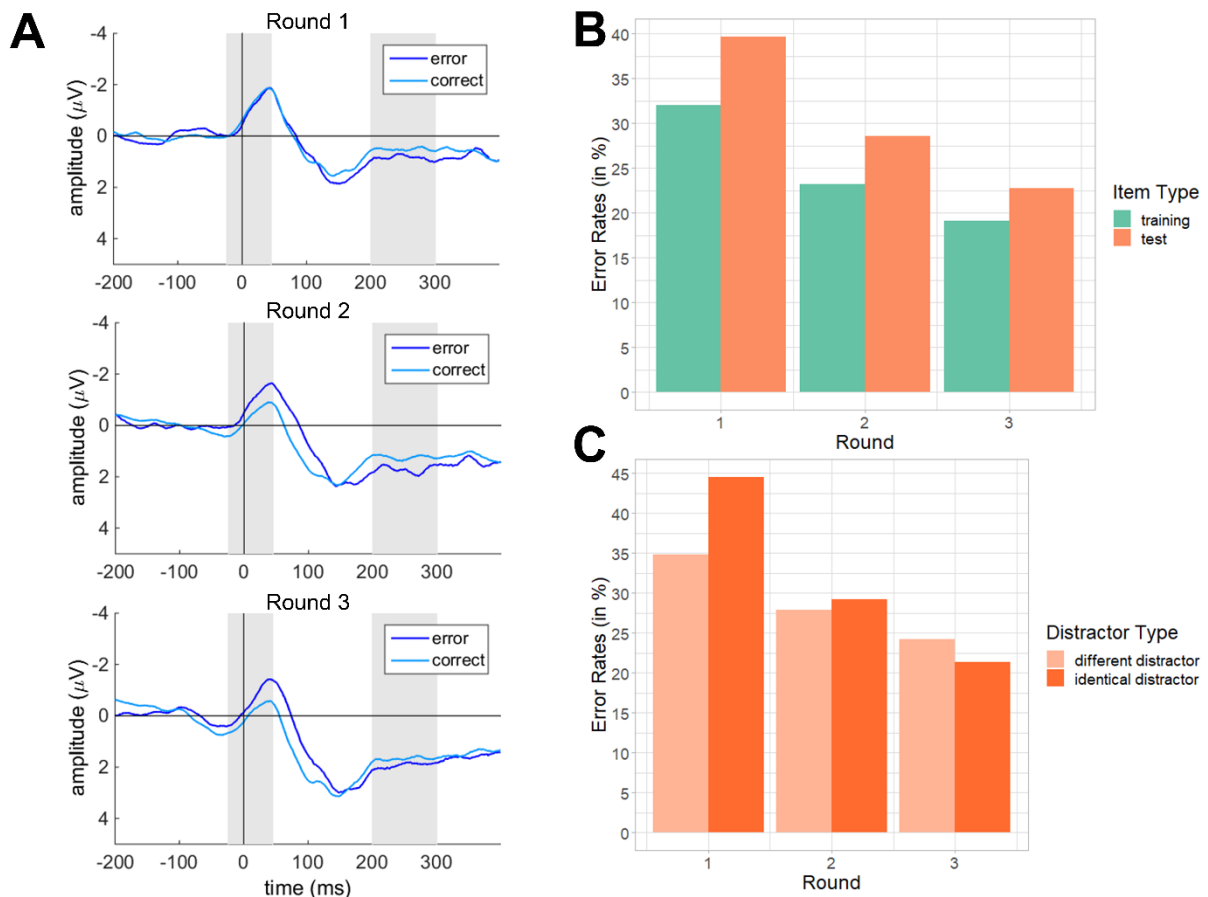 A
Round 1
-4
-2
0
2
4
amplitude (μV)
error
correct
-200 -100 0 100 200 300
Round 2
-4
-2
0
2
4
amplitude (μV)
error
correct
-200 -100 0 100 200 300
Round 3
-4
-2
0
2
4
amplitude (μV)
error
correct
-200 -100 0 100 200 300
time (ms)
B
40
35
30
25
20
15
10
5
0
Error Rates (in %)
1 2 3
Round
Item Type
training
test
C
45
40
35
30
25
20
15
10
5
0
Error Rates (in %)
1 2 3
Round
Distractor Type
different distractor
identical distractor